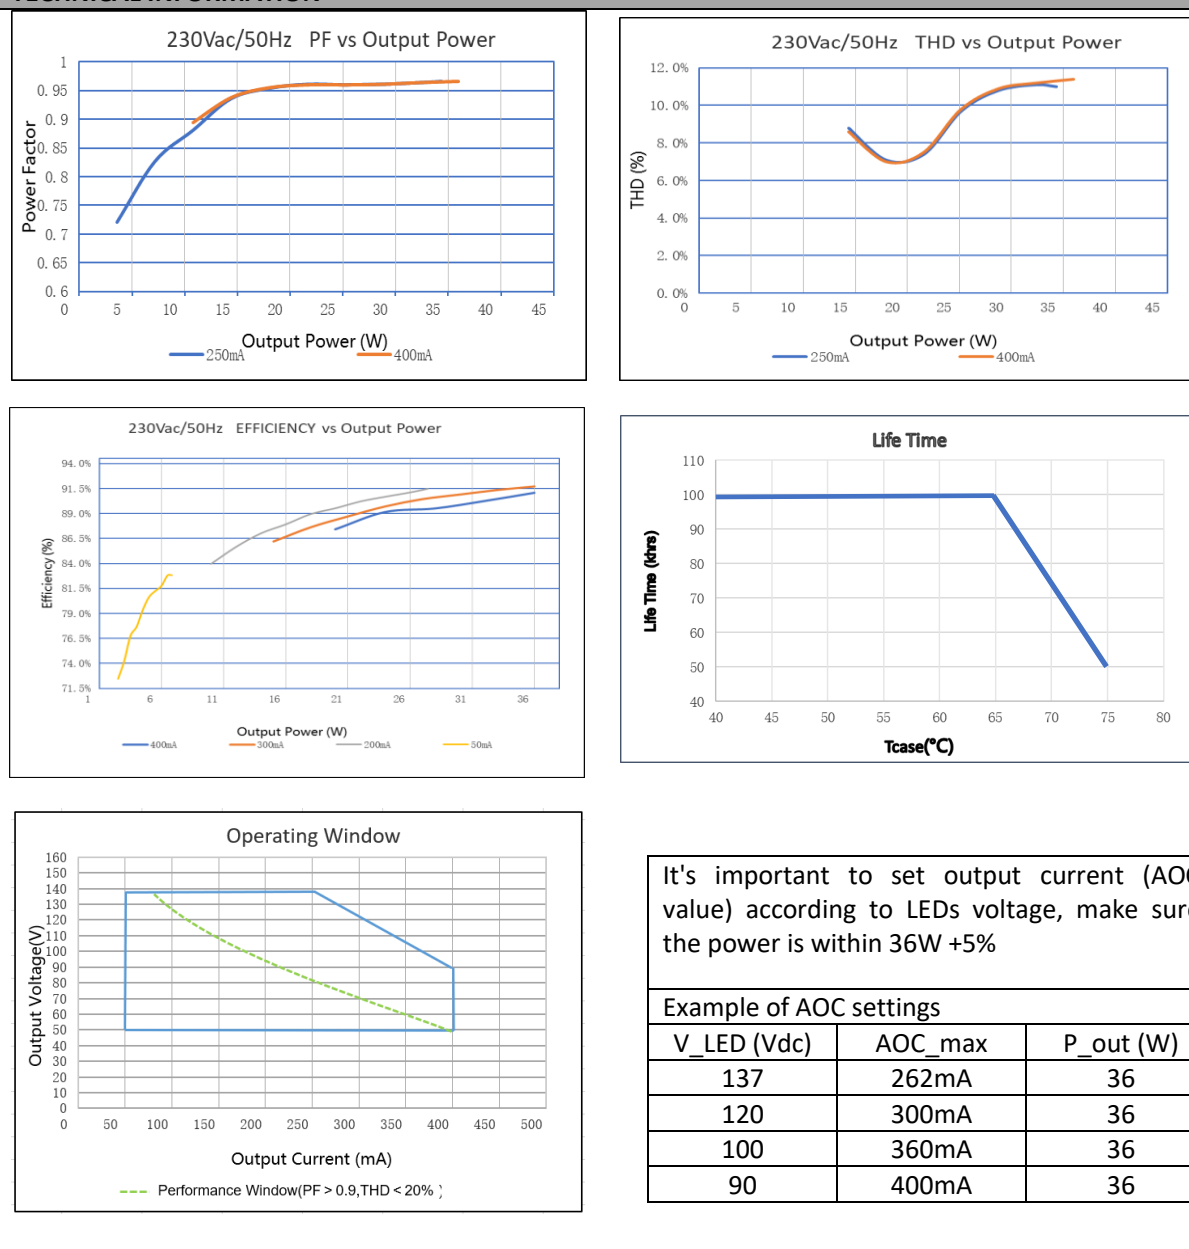 TECHNICAL INFORMATION
230Vac/50Hz PF vs Output Power
1
0.95
0.9
0.85
0.8
0.75
0.7
0.65
0.6
Power Factor
0 5 10 15 20 25 30 35 40 45
Output Power (W)
250mA 400mA
230Vac/50Hz THD vs Output Power
12.0%
10.0%
8.0%
6.0%
4.0%
2.0%
0.0%
THD (%)
0 5 10 15 20 25 30 35 40 45
Output Power (W)
250mA 400mA
230Vac/50Hz EFFICIENCY vs Output Power
94.0%
91.5%
89.0%
86.5%
84.0%
81.5%
79.0%
76.5%
74.0%
71.5%
Efficiency(%)
1 6 11 16 21 26 31 36
Output Power (W)
400mA 300mA 200mA 50mA
Life Time
110
100
90
80
70
60
50
40
Life Time (khrs)
40 45 50 55 60 65 70 75 80
Tcase(°C)
Operating Window
160
150
140
130
120
110
100
90
80
70
60
50
40
30
20
10
0
Output Voltage(V)
0 50 100 150 200 250 300 350 400 450 500
Output Current (mA)
Performance Window(PF > 0.9,THD < 20% )
It's important to set output current (AOC
value) according to LEDs voltage, make sure
the power is within 36W +5%
Example of AOC settings
V_LED (Vdc) AOC_max P_out (W)
137 262mA 36
120 300mA 36
100 360mA 36
90 400mA 36